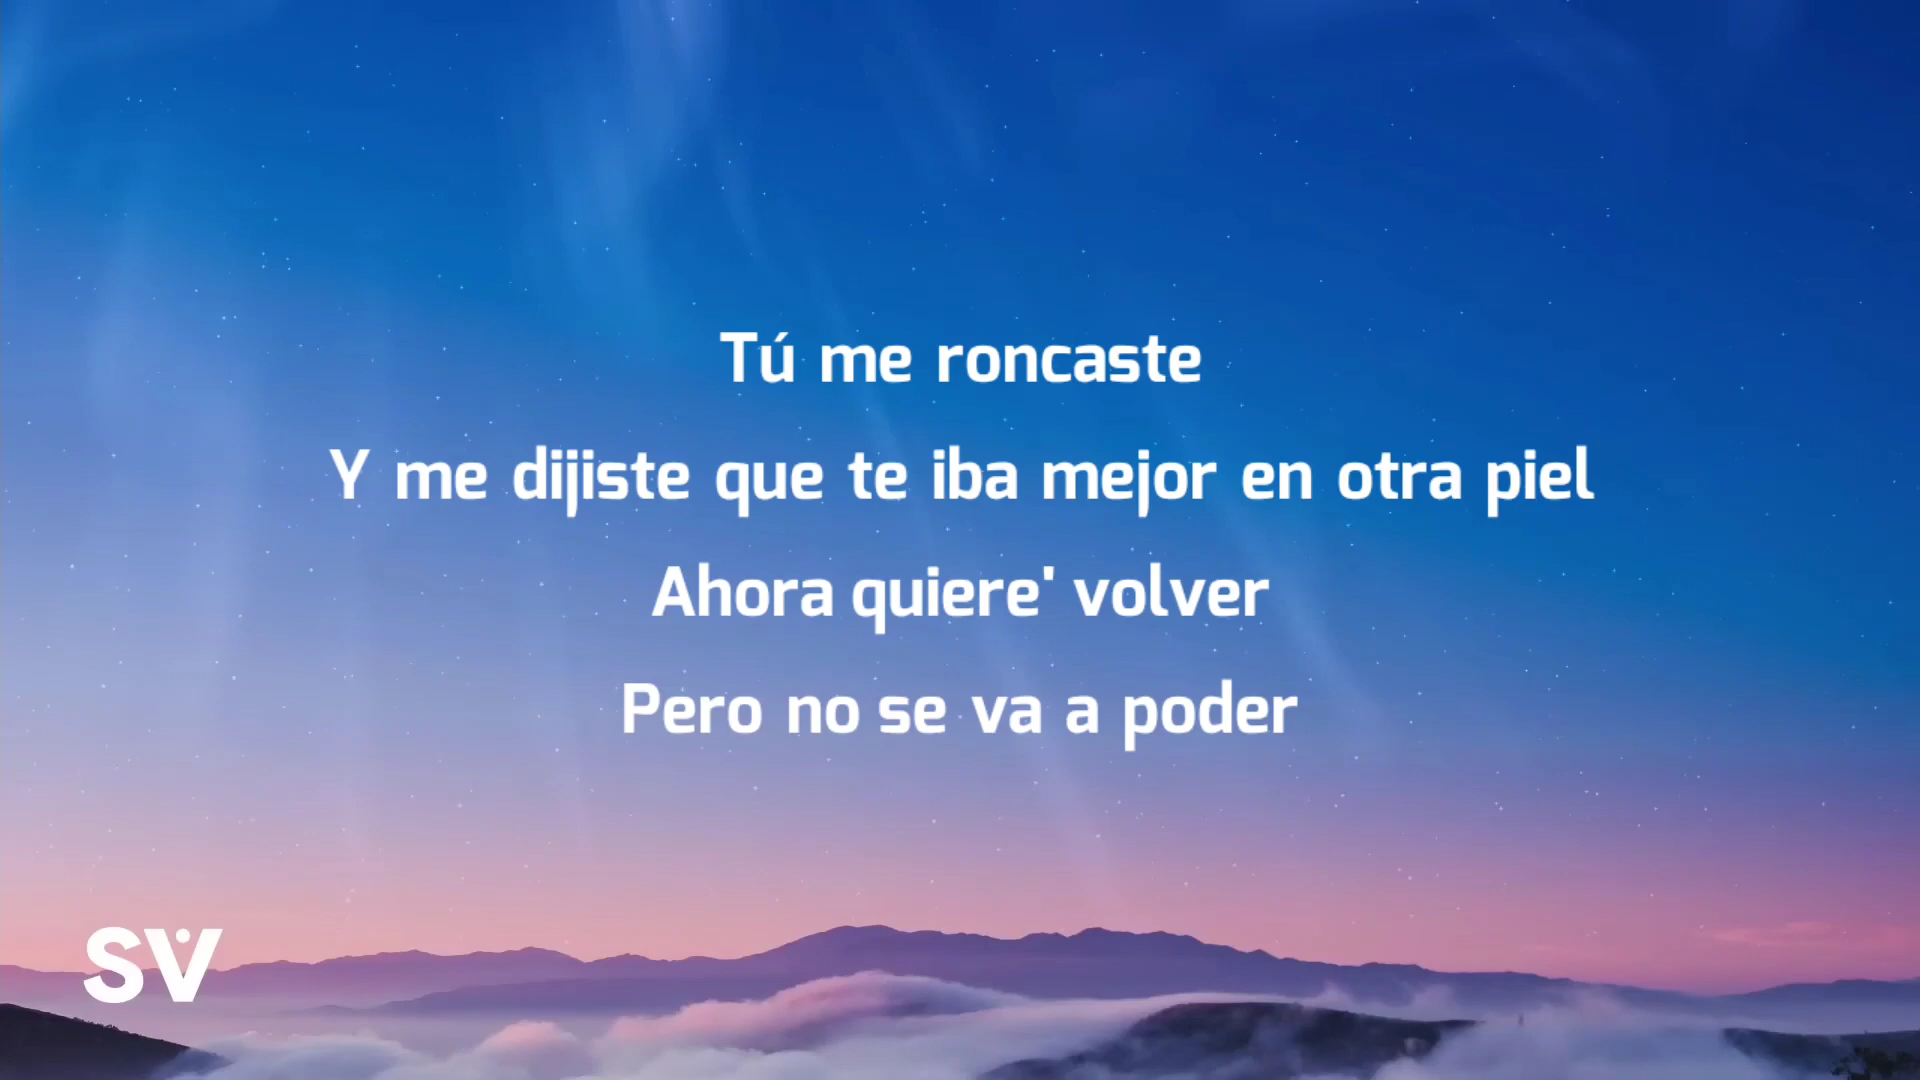 Tú me roncaste
Y me dijiste que te iba mejor en otra piel
Ahora quiere' volver
Pero no se va a poder
SV